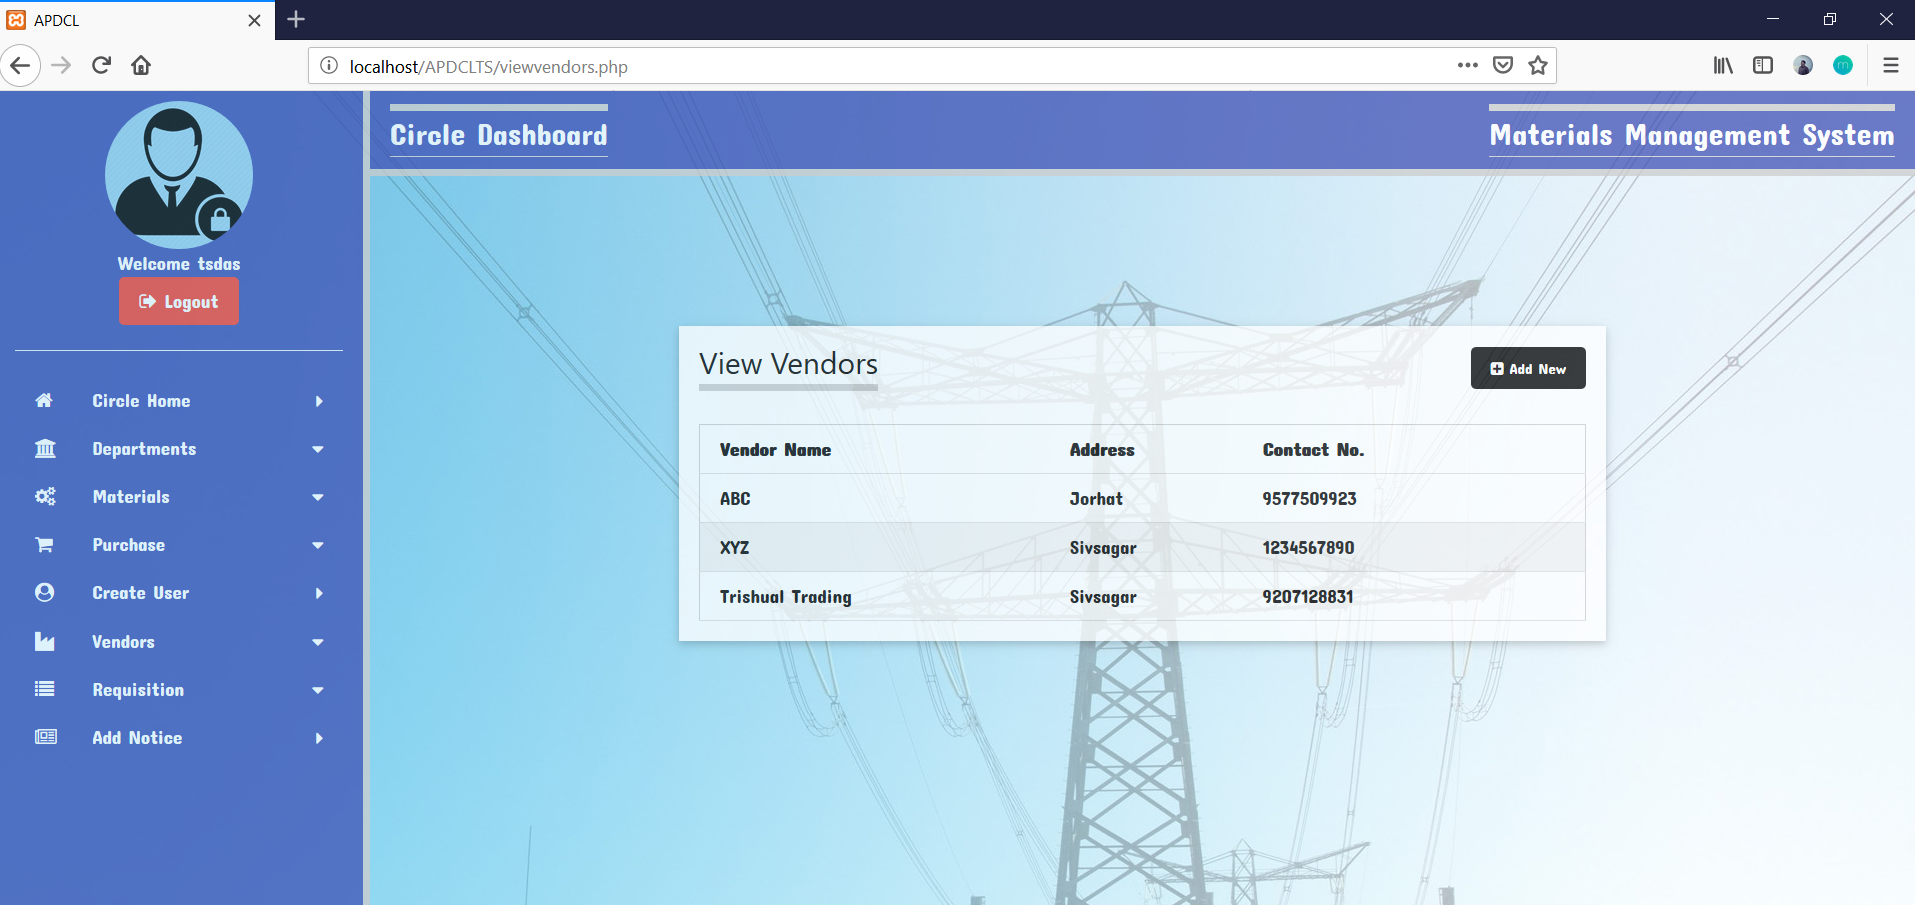 APDCL
localhost/APDCLTS/viewvendors.php
Circle Dashboard
Materials Management System
Welcome tsdas
Logout
Circle Home
Departments
Materials
Purchase
Create User
Vendors
Requisition
Add Notice
View Vendors
Add New
Vendor Name Address Contact No.
ABC Jorhat 9577509923
XYZ Sivsagar 1234567890
Trishual Trading Sivsagar 9207128831